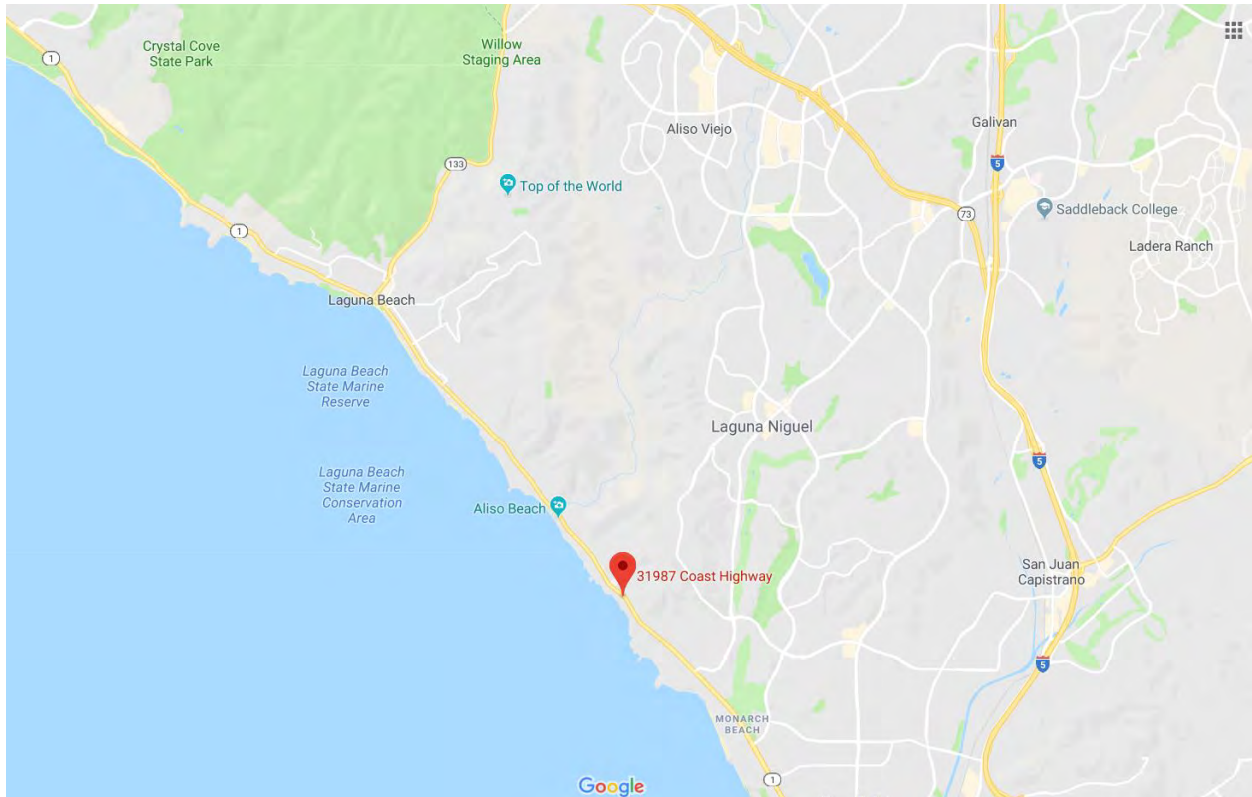 Crystal Cove
State Park
Willow
Staging Area
1
Aliso Viejo
Galivan
133
5
Top of the World
Saddleback College
73
1
Ladera Ranch
Laguna Beach
Laguna Beach
State Marine
Reserve
Laguna Niguel
5
Laguna Beach
State Marine
Conservation
Area
Aliso Beach
31987 Coast Highway
San Juan
Capistrano
5
MONARCH
BEACH
1
Google